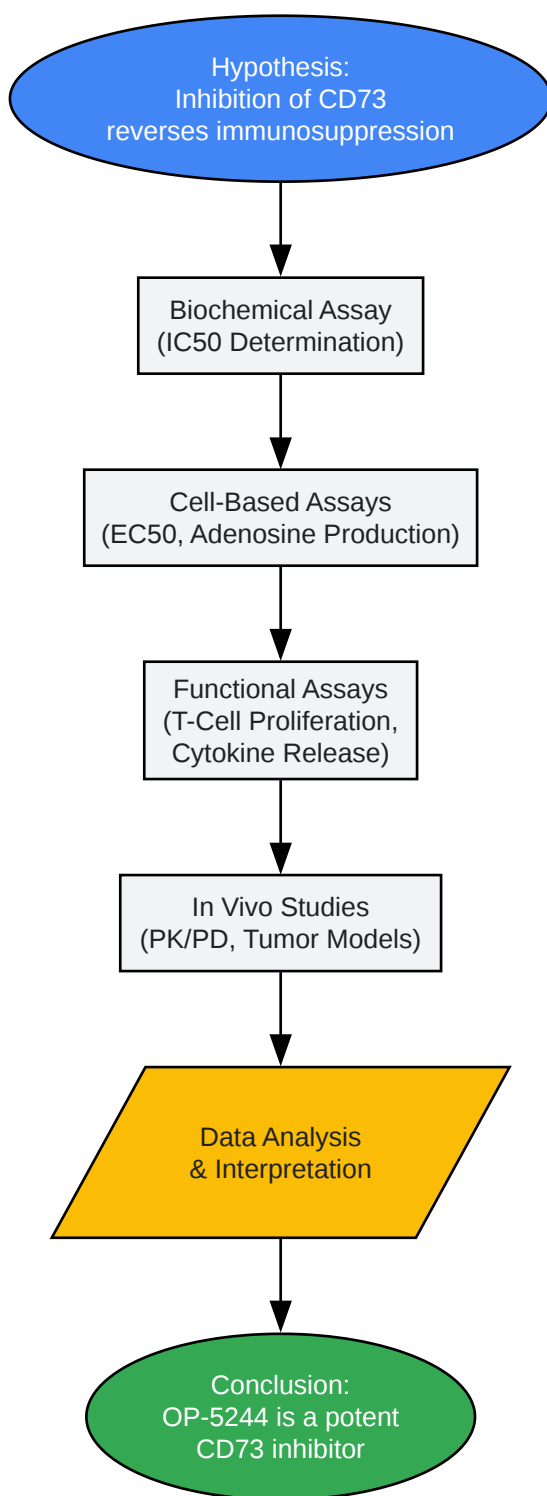 Hypothesis:
Inhibition of CD73
reverses immunosuppression
Biochemical Assay
(IC50 Determination)
Cell-Based Assays
(EC50, Adenosine Production)
Functional Assays
(T-Cell Proliferation,
Cytokine Release)
In Vivo Studies
(PK/PD, Tumor Models)
Data Analysis
& Interpretation
Conclusion:
OP-5244 is a potent
CD73 inhibitor